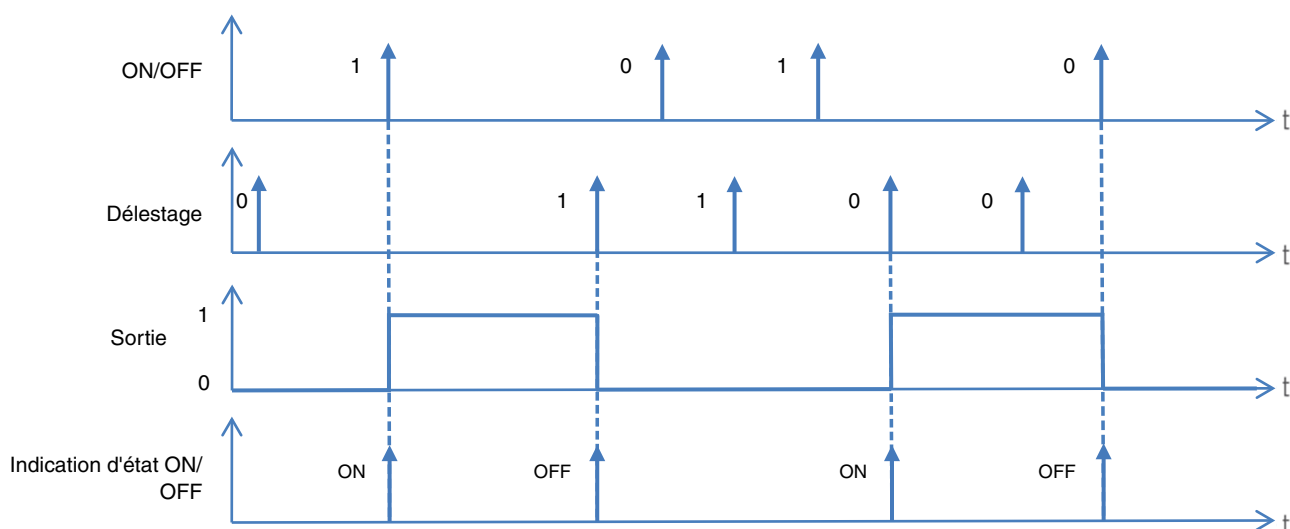 ON/OFF
1
0
1
0
t
Délestage
0
1
1
0
0
t
Sortie
1
0
t
Indication d'état ON/
OFF
ON
OFF
ON
OFF
t